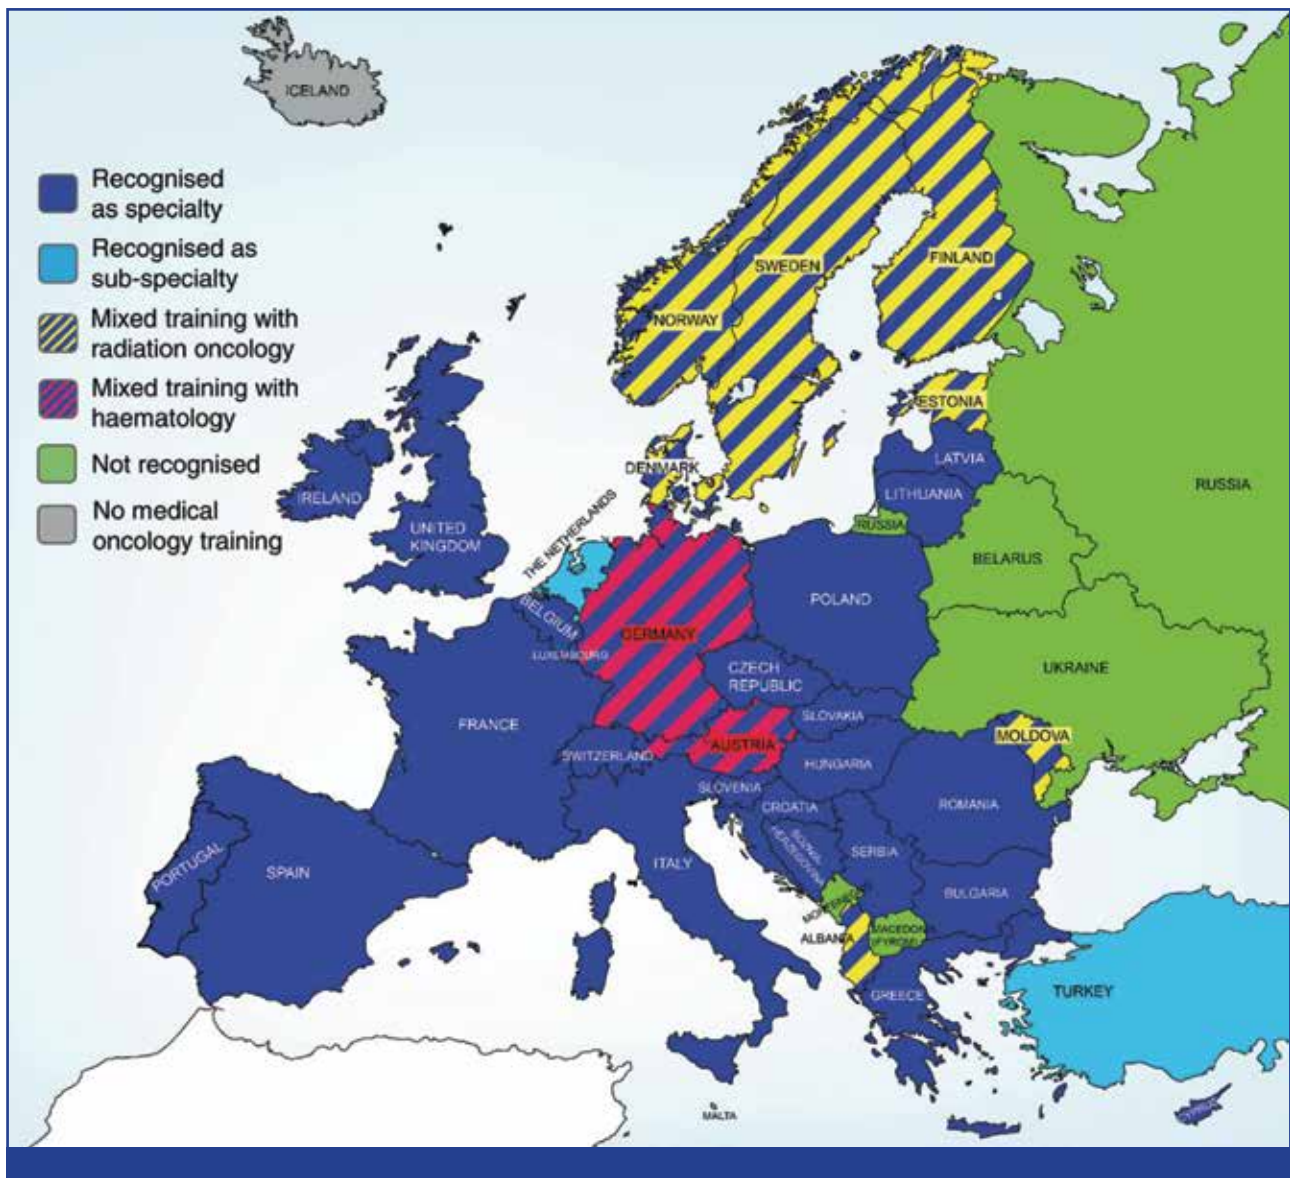 ICELAND
Recognised
as specialty
Recognised as
sub-specialty
Mixed training with
radiation oncology
Mixed training with
haematology
Not recognised
No medical
oncology training
SWEDEN
FINLAND
NORWAY
ESTONIA
DENMARK
LATVIA
LITHUANIA
RUSSIA
RUSSIA
IRELAND
UNITED
KINGDOM
THE NETHERLANDS
BELGIUM
LUXEMBOURG
GERMANY
POLAND
BELARUS
UKRAINE
CZECH
REPUBLIC
SLOVAKIA
FRANCE
SWITZERLAND
AUSTRIA
HUNGARIA
MOLDOVA
SLOVENIA
CROATIA
ROMANIA
HERZEGOVINA
SERBIA
PORTUGAL
SPAIN
ITALY
BULGARIA
MONTENEGRO
ALBANIA
MACEDONIA
(FYROM)
GREECE
TURKEY
MALTA